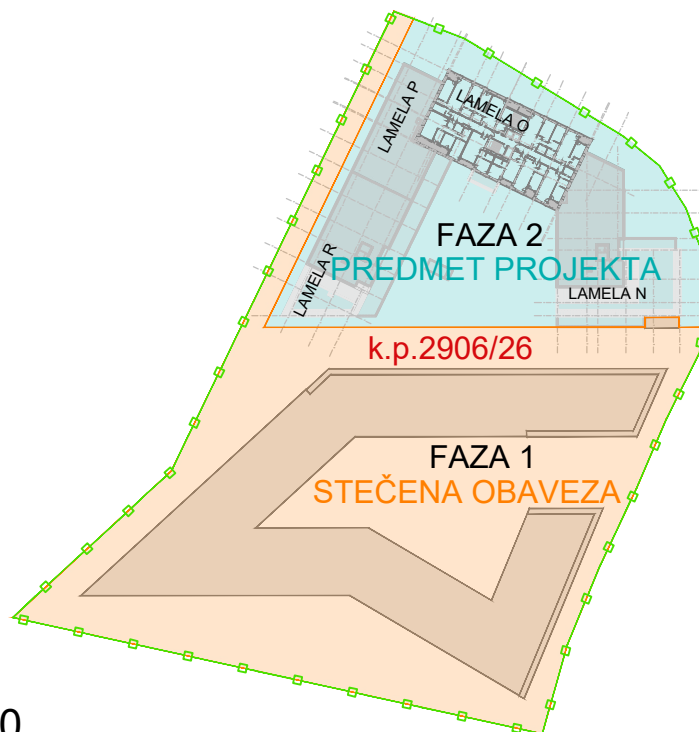 LAMELA P
LAMELA O
FAZA 2
PREDMET PROJEKTA
LAMELA R
LAMELA N
k.p.2906/26
FAZA 1
STEČENA OBAVEZA
0